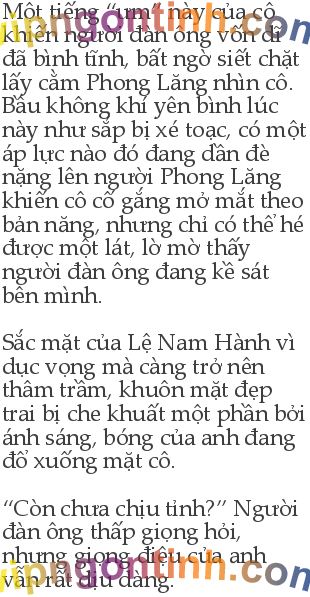 Một tiếng “ưm” này của cô
khiến người đàn ông vốn dĩ
đã bình tĩnh, bất ngờ siết chặt
lấy cằm Phong Lăng nhìn cô.
Bầu không khí yên bình lúc
này như sắp bị xé toạc, có một
áp lực nào đó đang dần đè
nặng lên người Phong Lăng
khiến cô cố gắng mở mắt theo
bản năng, nhưng chỉ có thể hé
được một lát, lờ mờ thấy
người đàn ông đang kề sát
bên mình.
Sắc mặt của Lệ Nam Hành vì
dục vọng mà càng trở nên
thâm trầm, khuôn mặt đẹp
trai bị che khuất một phần bởi
ánh sáng, bóng của anh đang
đổ xuống mặt cô.
“Còn chưa chịu tỉnh?” Người
đàn ông thấp giọng hỏi,
nhưng giọng điệu của anh
vẫn rất dịu dàng.
vipngontinh.com
vipngontinh.com